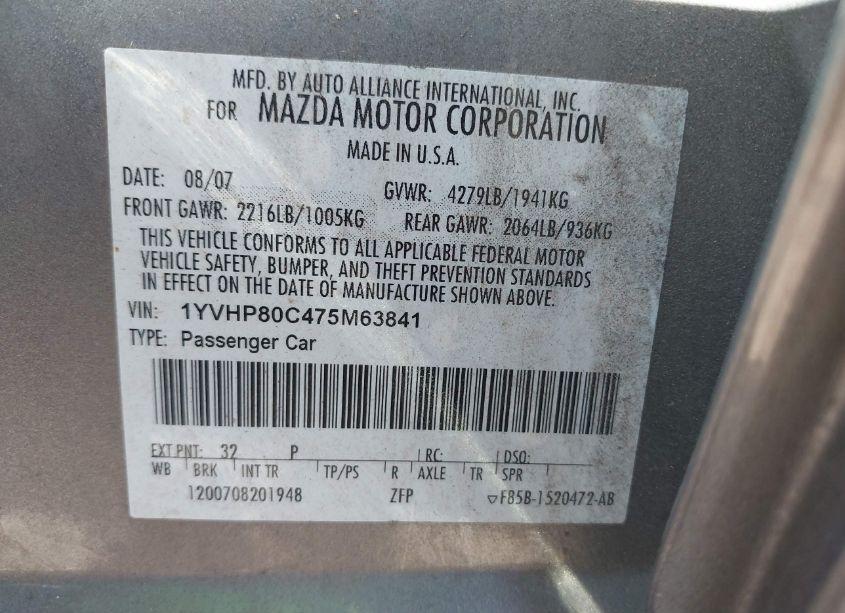 MFD. BY AUTO ALLIANCE INTERNATIONAL, INC.
FOR MAZDA MOTOR CORPORATION
MADE IN U.S.A.
DATE: 08/07 GVWR: 4279LB/1941KG
FRONT GAWR: 2216LB/1005KG REAR GAWR: 2064LB/936KG
THIS VEHICLE CONFORMS TO ALL APPLICABLE FEDERAL MOTOR
VEHICLE SAFETY, BUMPER, AND THEFT PREVENTION STANDARDS
IN EFFECT ON THE DATE OF MANUFACTURE SHOWN ABOVE.
VIN: 1YVHP80C475M63841
TYPE: Passenger Car
EXT PNT: 32 P RC: DSO:
WB BRK INT TR TP/PS R AXLE TR SPR
1200708201948 ZFP ▽FB5B-1520472-AB